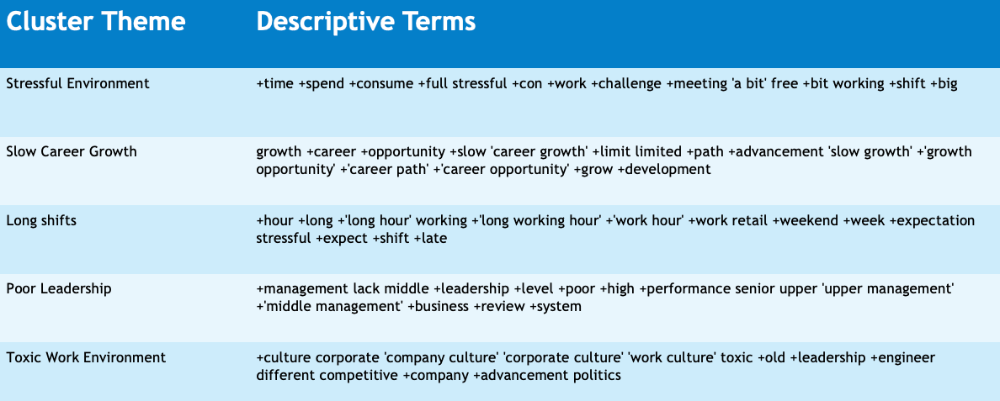 Cluster Theme Descriptive Terms
Stressful Environment +time +spend +consume +full stressful +con +work +challenge +meeting 'a bit' free +bit working +shift +big
Slow Career Growth growth +career +opportunity +slow 'career growth' +limit limited +path +advancement 'slow growth' +'growth
opportunity' +'career path' +'career opportunity' +grow +development
Long shifts +hour +long +'long hour' working +'long working hour' +'work hour' +work retail +weekend +week +expectation
stressful +expect +shift +late
Poor Leadership +management lack middle +leadership +level +poor +high +performance senior upper 'upper management'
+'middle management' +business +review +system
Toxic Work Environment +culture corporate 'company culture' 'corporate culture' 'work culture' toxic +old +leadership +engineer
different competitive +company +advancement politics